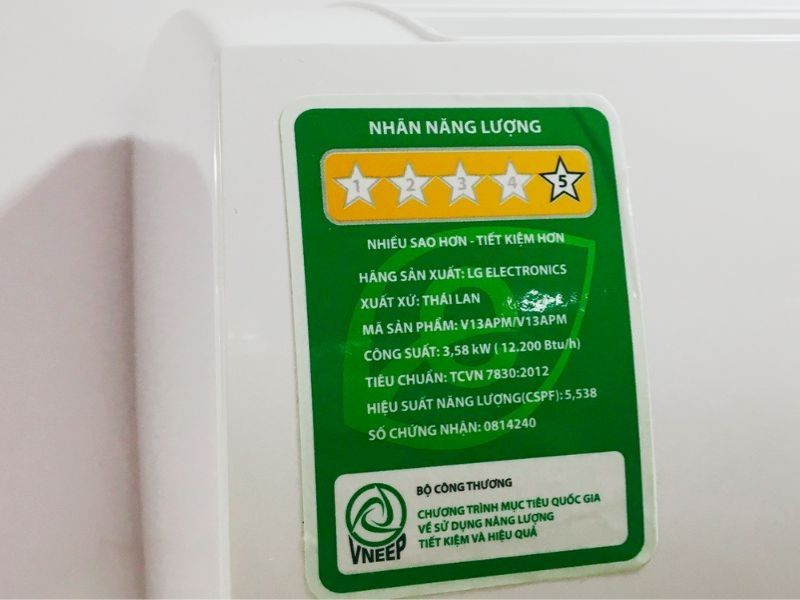 NHÃN NĂNG LƯỢNG
1 2 3 4 5
NHIỀU SAO HƠN - TIẾT KIỆM HƠN
HÃNG SẢN XUẤT: LG ELECTRONICS
XUẤT XỨ: THÁI LAN
MÃ SẢN PHẨM: V13APM/V13APM
CÔNG SUẤT: 3,58 kW ( 12.200 Btu/h)
TIÊU CHUẨN: TCVN 7830:2012
HIỆU SUẤT NĂNG LƯỢNG(CSPF): 5,538
SỐ CHỨNG NHẬN: 0814240
BỘ CÔNG THƯƠNG
CHƯƠNG TRÌNH MỤC TIÊU QUỐC GIA
VỀ SỬ DỤNG NĂNG LƯỢNG
TIẾT KIỆM VÀ HIỆU QUẢ
VNEEP